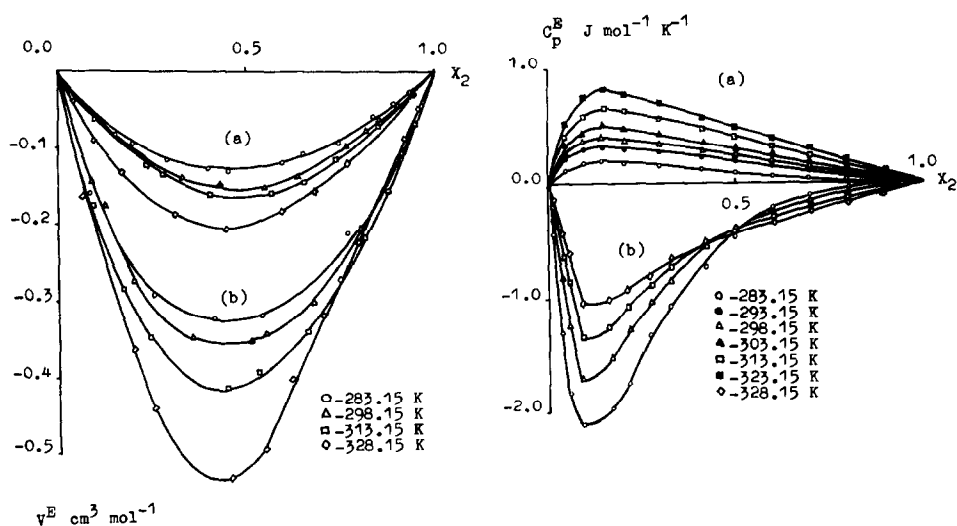 0.0
0.5
1.0
X2
-0.1
-0.2
-0.3
-0.4
-0.5
(a)
(b)
-283.15 K
-298.15 K
-313.15 K
-328.15 K
V^E cm^3 mol^-1
C_p^E J mol^-1 K^-1
1.0
0.0
-1.0
-2.0
(a)
(b)
0.5
1.0
X2
-283.15 K
-293.15 K
-298.15 K
-303.15 K
-313.15 K
-323.15 K
-328.15 K